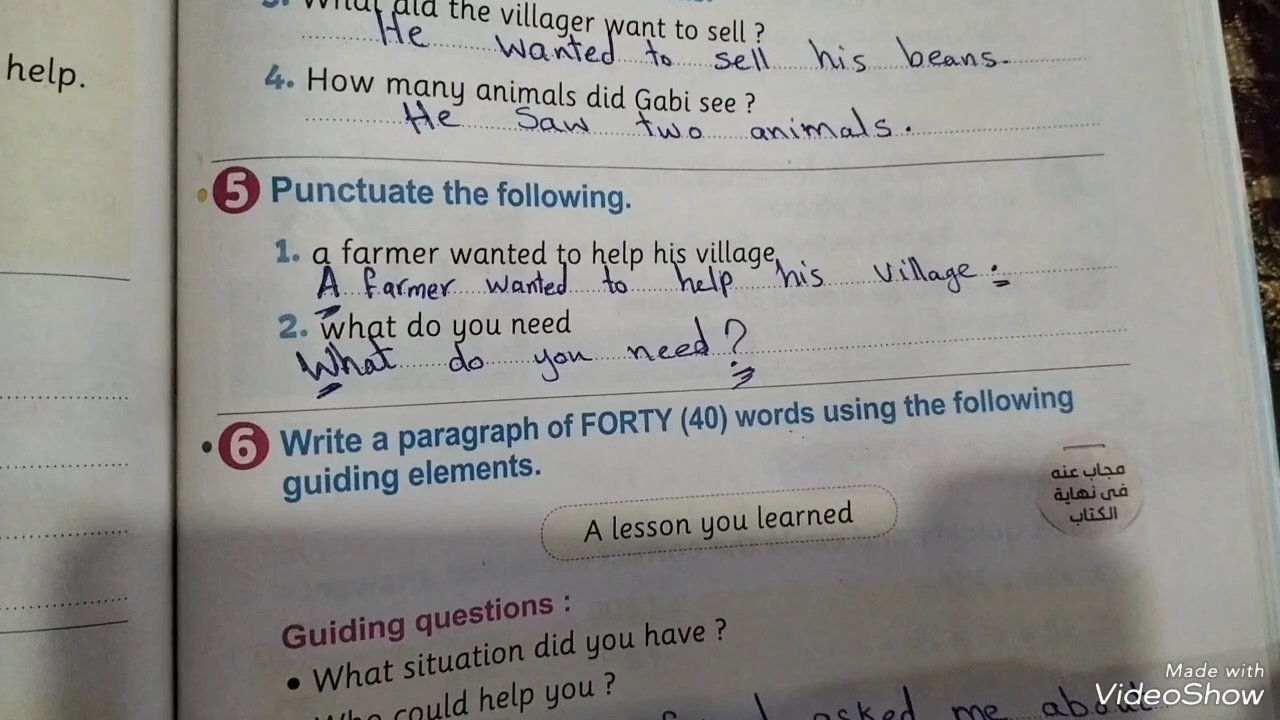 What did the villager want to sell ?
He wanted to sell his beans.
help.
4. How many animals did Gabi see ?
He saw two animals.
5 Punctuate the following.
1. a farmer wanted to help his village
A farmer wanted to help his village .
2. what do you need
What do you need ?
6 Write a paragraph of FORTY (40) words using the following
guiding elements.
مجاب عنه
فى نهاية
الكتاب
A lesson you learned
Guiding questions :
• What situation did you have ?
could help you ?
asked me about
Made with
VideoShow